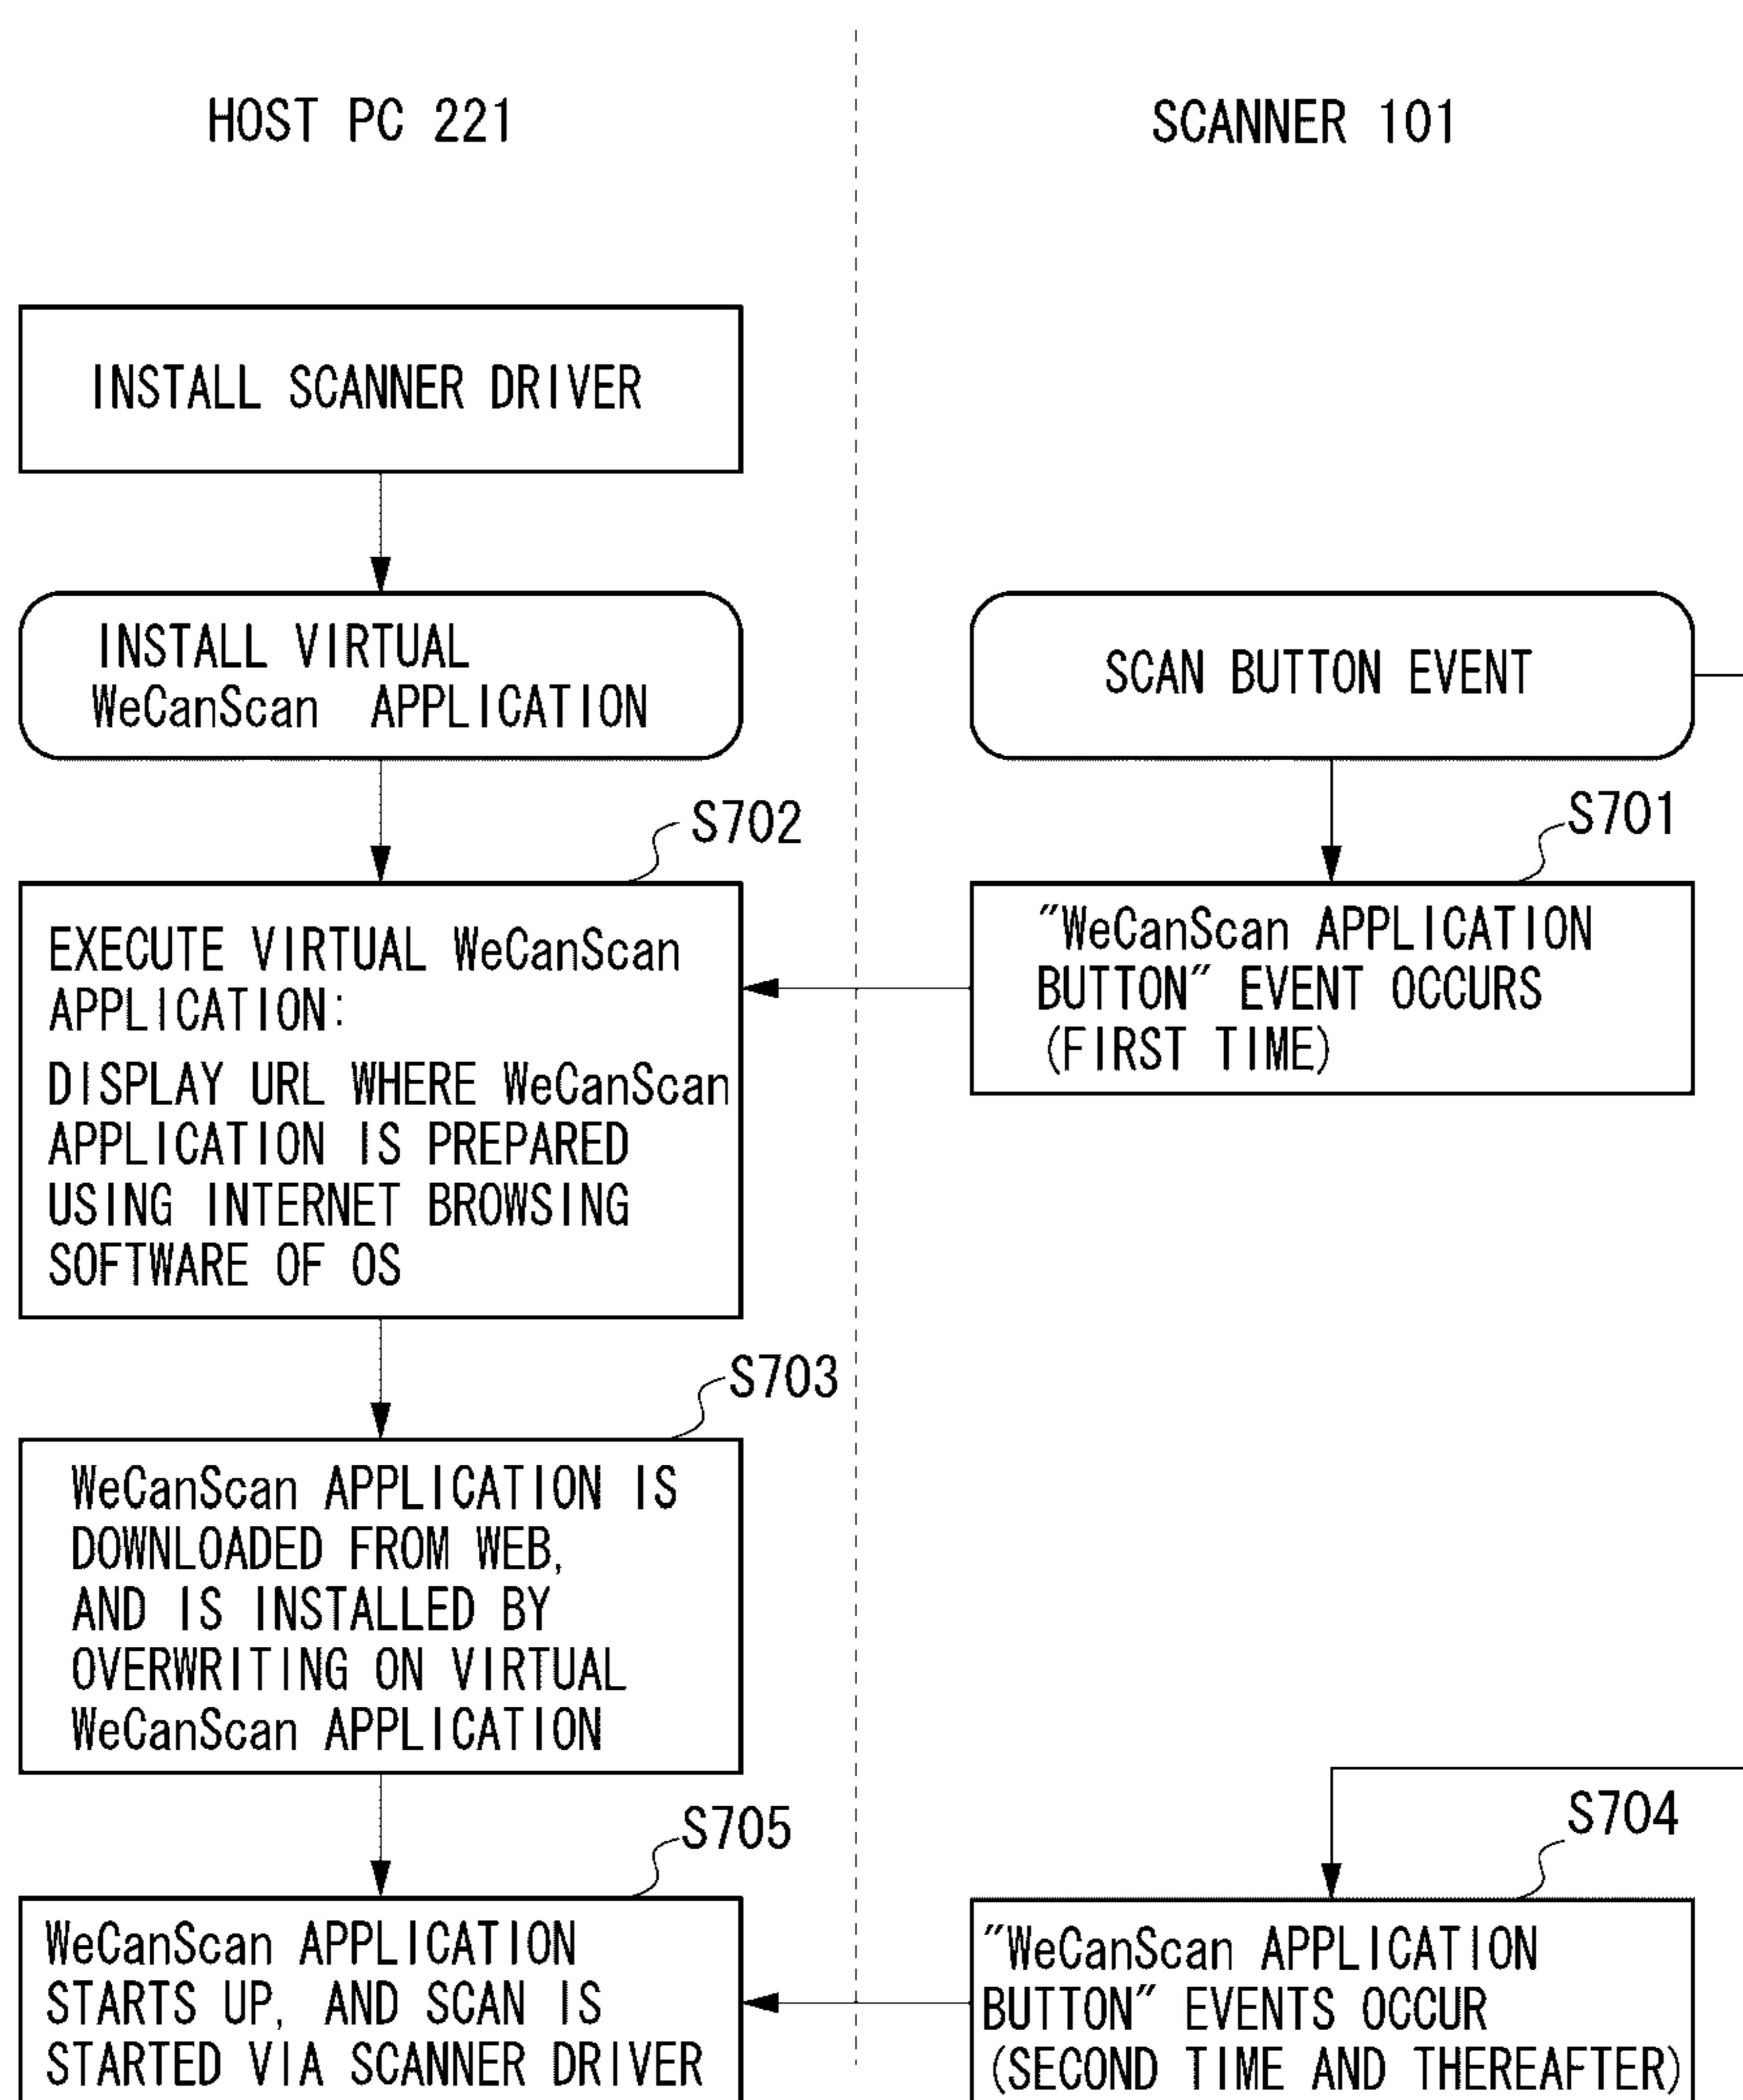 HOST PC 221
SCANNER 101
INSTALL SCANNER DRIVER
INSTALL VIRTUAL
WeCanScan APPLICATION
SCAN BUTTON EVENT
S702
S701
EXECUTE VIRTUAL WeCanScan
APPLICATION:
DISPLAY URL WHERE WeCanScan
APPLICATION IS PREPARED
USING INTERNET BROWSING
SOFTWARE OF OS
"WeCanScan APPLICATION
BUTTON" EVENT OCCURS
(FIRST TIME)
S703
WeCanScan APPLICATION IS
DOWNLOADED FROM WEB,
AND IS INSTALLED BY
OVERWRITING ON VIRTUAL
WeCanScan APPLICATION
S705
S704
WeCanScan APPLICATION
STARTS UP, AND SCAN IS
STARTED VIA SCANNER DRIVER
"WeCanScan APPLICATION
BUTTON" EVENTS OCCUR
(SECOND TIME AND THEREAFTER)